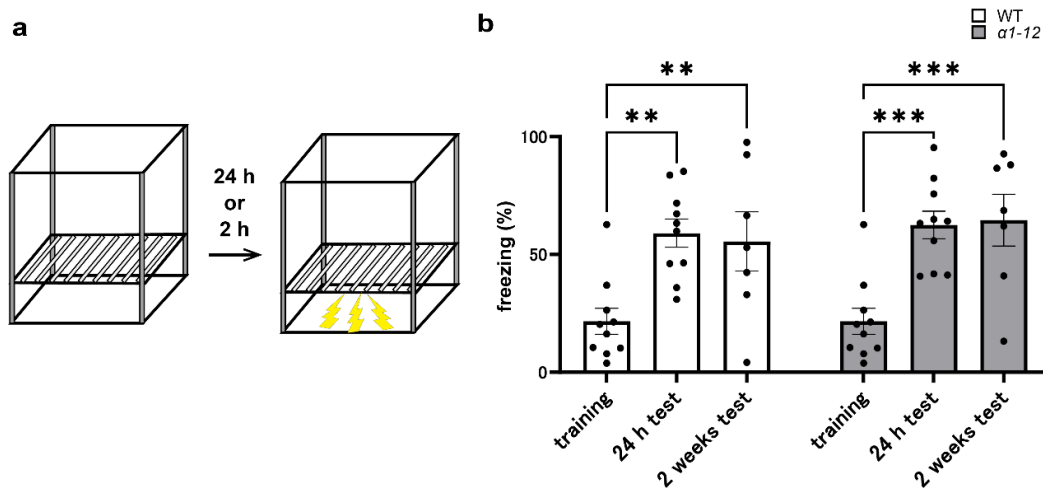 a
24 h
or
2 h
b
WT
α1-12
** ***
** ***
100
50
0
freezing (%)
training
24 h test
2 weeks test
training
24 h test
2 weeks test